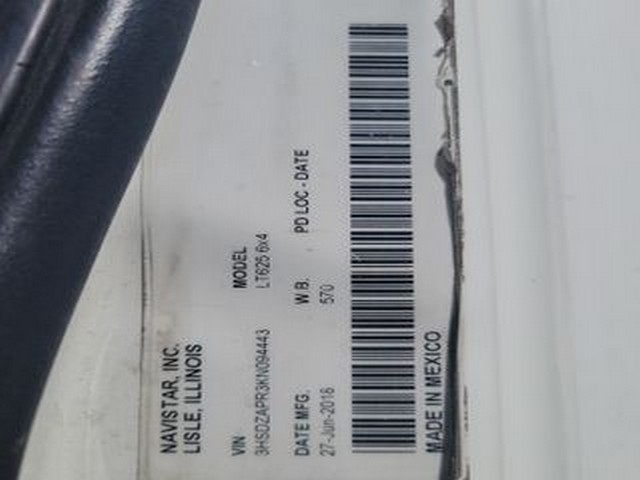 NAVISTAR, INC.
LISLE, ILLINOIS
VIN MODEL
3HSDZAPR3KN094443 LT625 6x4
DATE MFG. W.B. PD LOC - DATE
27-Jun-2018 570
MADE IN MEXICO